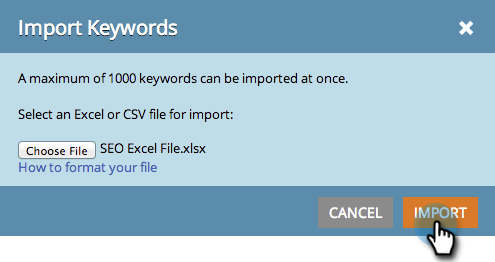 Import Keywords
A maximum of 1000 keywords can be imported at once.
Select an Excel or CSV file for import:
Choose File SEO Excel File.xlsx
How to format your file
CANCEL IMPORT